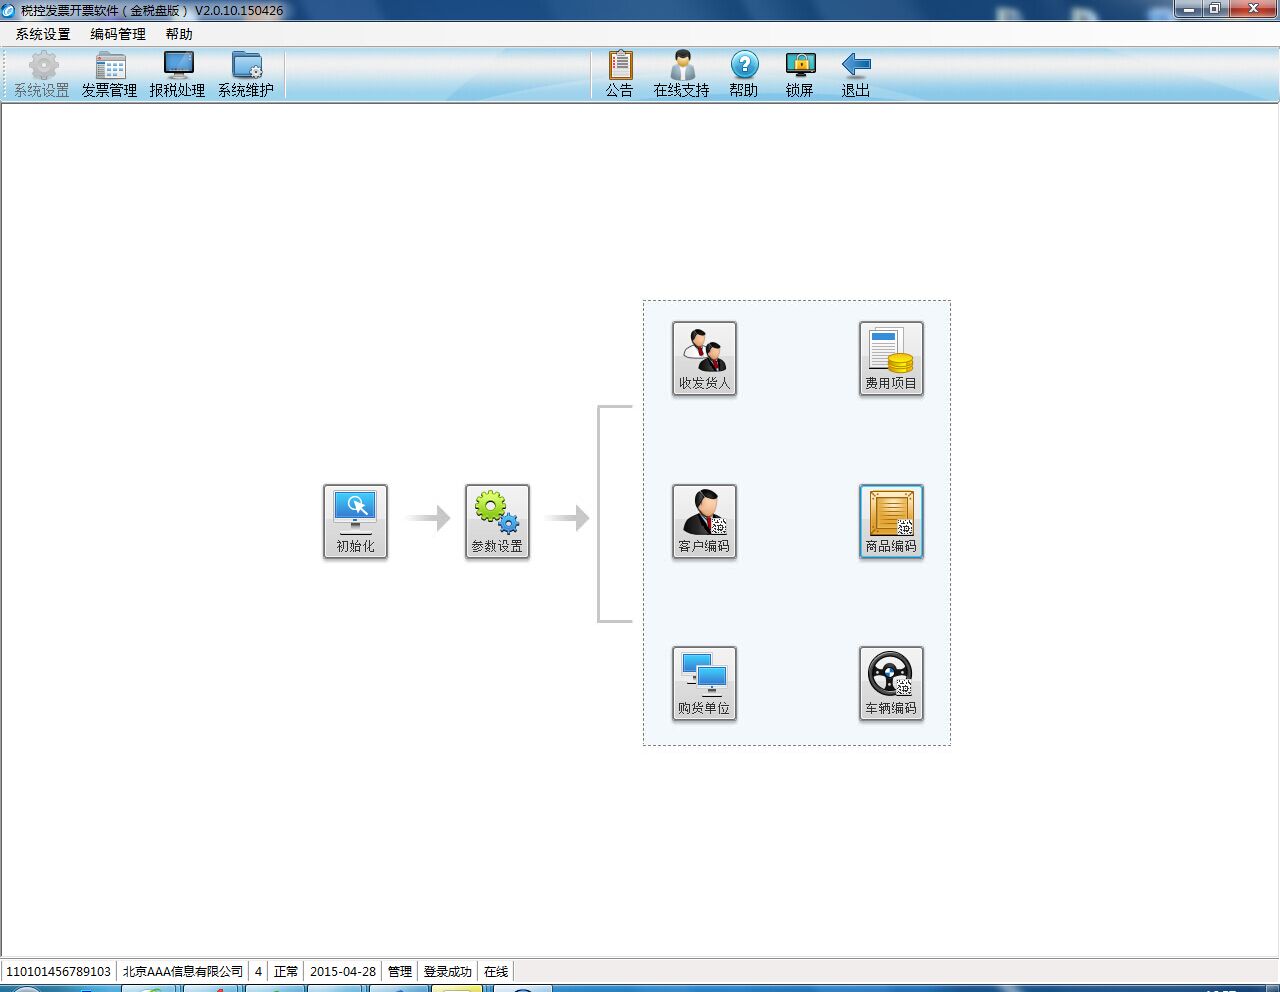 税控发票开票软件（金税盘版） V2.0.10.150426
系统设置 编码管理 帮助
系统设置 发票管理 报税处理 系统维护 公告 在线支持 帮助 锁屏 退出
收发货人 费用项目
初始化 参数设置 客户编码 商品编码
购货单位 车辆编码
110101456789103 北京AAA信息有限公司 4 正常 2015-04-28 管理 登录成功 在线